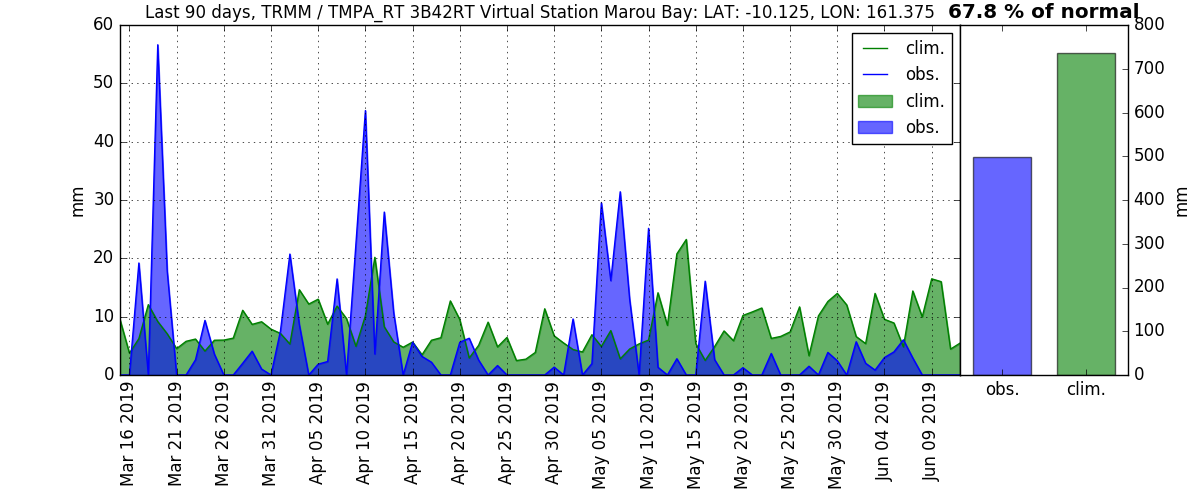 Last 90 days, TRMM / TMPA_RT 3B42RT Virtual Station Marou Bay: LAT: -10.125, LON: 161.375
67.8 % of normal
clim.
obs.
clim.
obs.
60
50
40
30
20
10
0
mm
Mar 16 2019
Mar 21 2019
Mar 26 2019
Mar 31 2019
Apr 05 2019
Apr 10 2019
Apr 15 2019
Apr 20 2019
Apr 25 2019
Apr 30 2019
May 05 2019
May 10 2019
May 15 2019
May 20 2019
May 25 2019
May 30 2019
Jun 04 2019
Jun 09 2019
800
700
600
500
400
300
200
100
0
mm
obs.
clim.